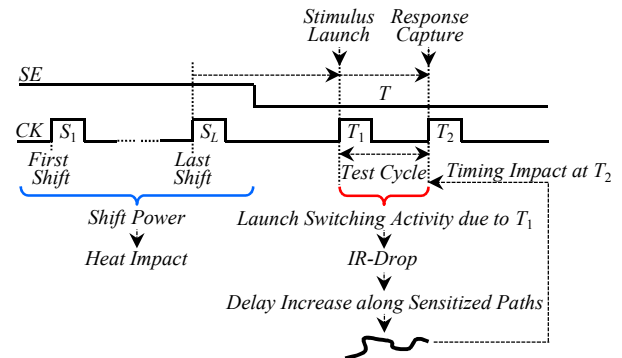 Stimulus Launch
Response Capture
SE
T
CK
S1
SL
T1
T2
First Shift
Last Shift
Test Cycle
Timing Impact at T2
Shift Power
Launch Switching Activity due to T1
Heat Impact
IR-Drop
Delay Increase along Sensitized Paths